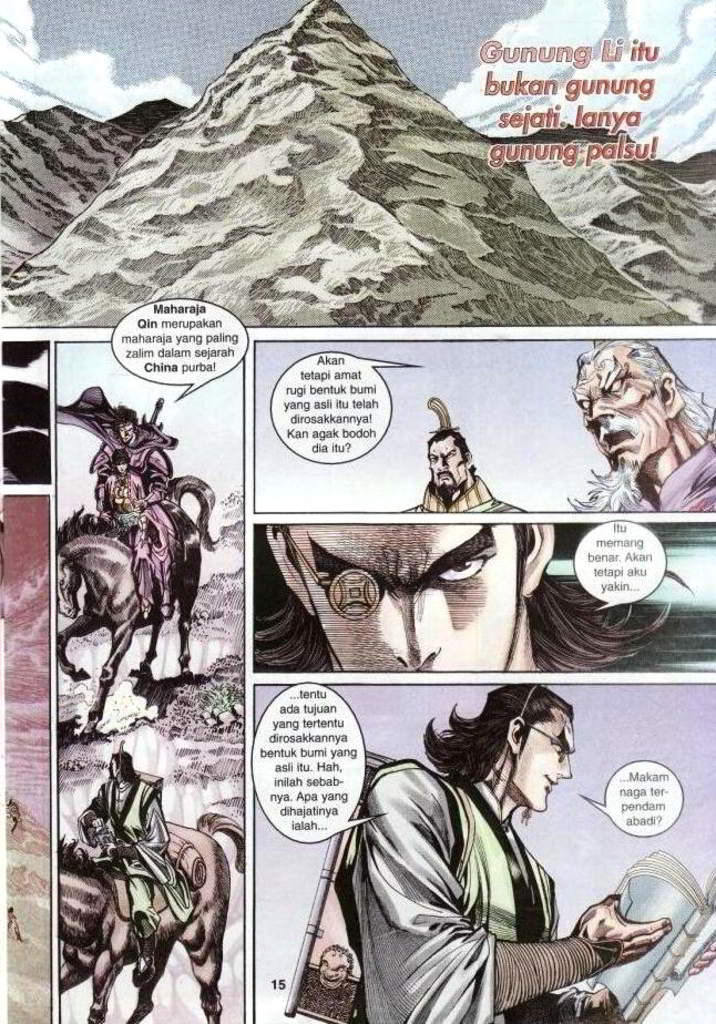 Gunung Li itu
bukan gunung
sejati. Ianya
gunung palsu!
Maharaja
Qin merupakan
maharaja yang paling
zalim dalam sejarah
China purba!
Akan
tetapi amat
rugi bentuk bumi
yang asli itu telah
dirosakkannya!
Kan agak bodoh
dia itu?
Itu
memang
benar. Akan
tetapi aku
yakin...
...tentu
ada tujuan
yang tertentu
dirosakkannya
bentuk bumi yang
asli itu. Hah,
inilah sebab-
nya. Apa yang
dihajatinya
ialah...
...Makam
naga ter-
pendam
abadi?
15